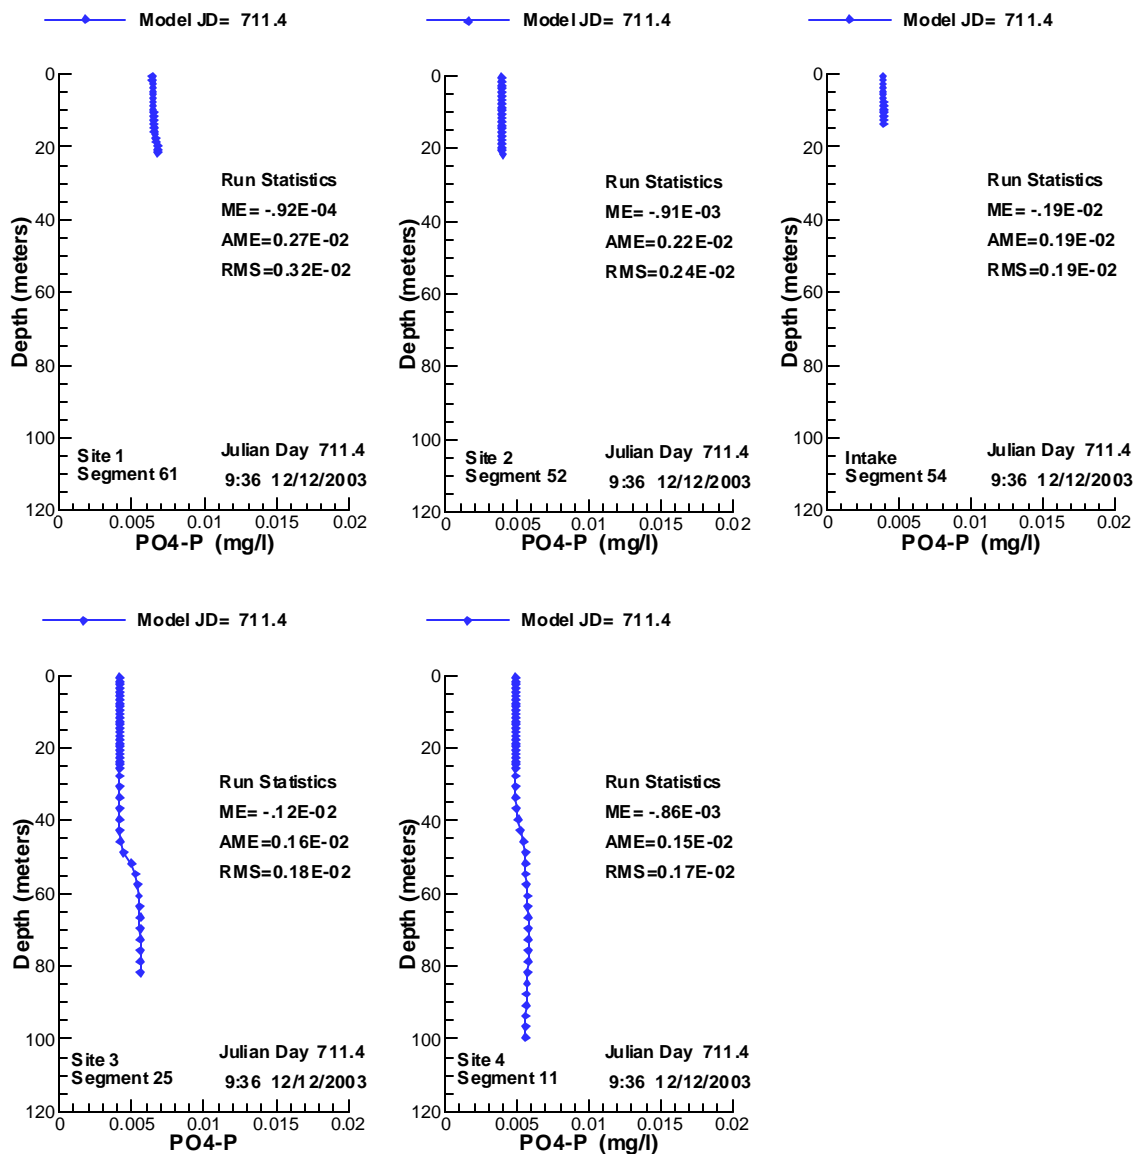 Model JD= 711.4
0
20
40
60
80
100
120
Depth (meters)
Run Statistics
ME= -.92E-04
AME=0.27E-02
RMS=0.32E-02
Site 1
Segment 61
Julian Day 711.4
9:36 12/12/2003
0 0.005 0.01 0.015 0.02
PO4-P (mg/l)
Model JD= 711.4
0
20
40
60
80
100
120
Depth (meters)
Run Statistics
ME= -.91E-03
AME=0.22E-02
RMS=0.24E-02
Site 2
Segment 52
Julian Day 711.4
9:36 12/12/2003
0 0.005 0.01 0.015 0.02
PO4-P (mg/l)
Model JD= 711.4
0
20
40
60
80
100
120
Depth (meters)
Run Statistics
ME= -.19E-02
AME=0.19E-02
RMS=0.19E-02
Intake
Segment 54
Julian Day 711.4
9:36 12/12/2003
0 0.005 0.01 0.015 0.02
PO4-P (mg/l)
Model JD= 711.4
0
20
40
60
80
100
120
Depth (meters)
Run Statistics
ME= -.12E-02
AME=0.16E-02
RMS=0.18E-02
Site 3
Segment 25
Julian Day 711.4
9:36 12/12/2003
0 0.005 0.01 0.015 0.02
PO4-P
Model JD= 711.4
0
20
40
60
80
100
120
Depth (meters)
Run Statistics
ME= -.86E-03
AME=0.15E-02
RMS=0.17E-02
Site 4
Segment 11
Julian Day 711.4
9:36 12/12/2003
0 0.005 0.01 0.015 0.02
PO4-P (mg/l)